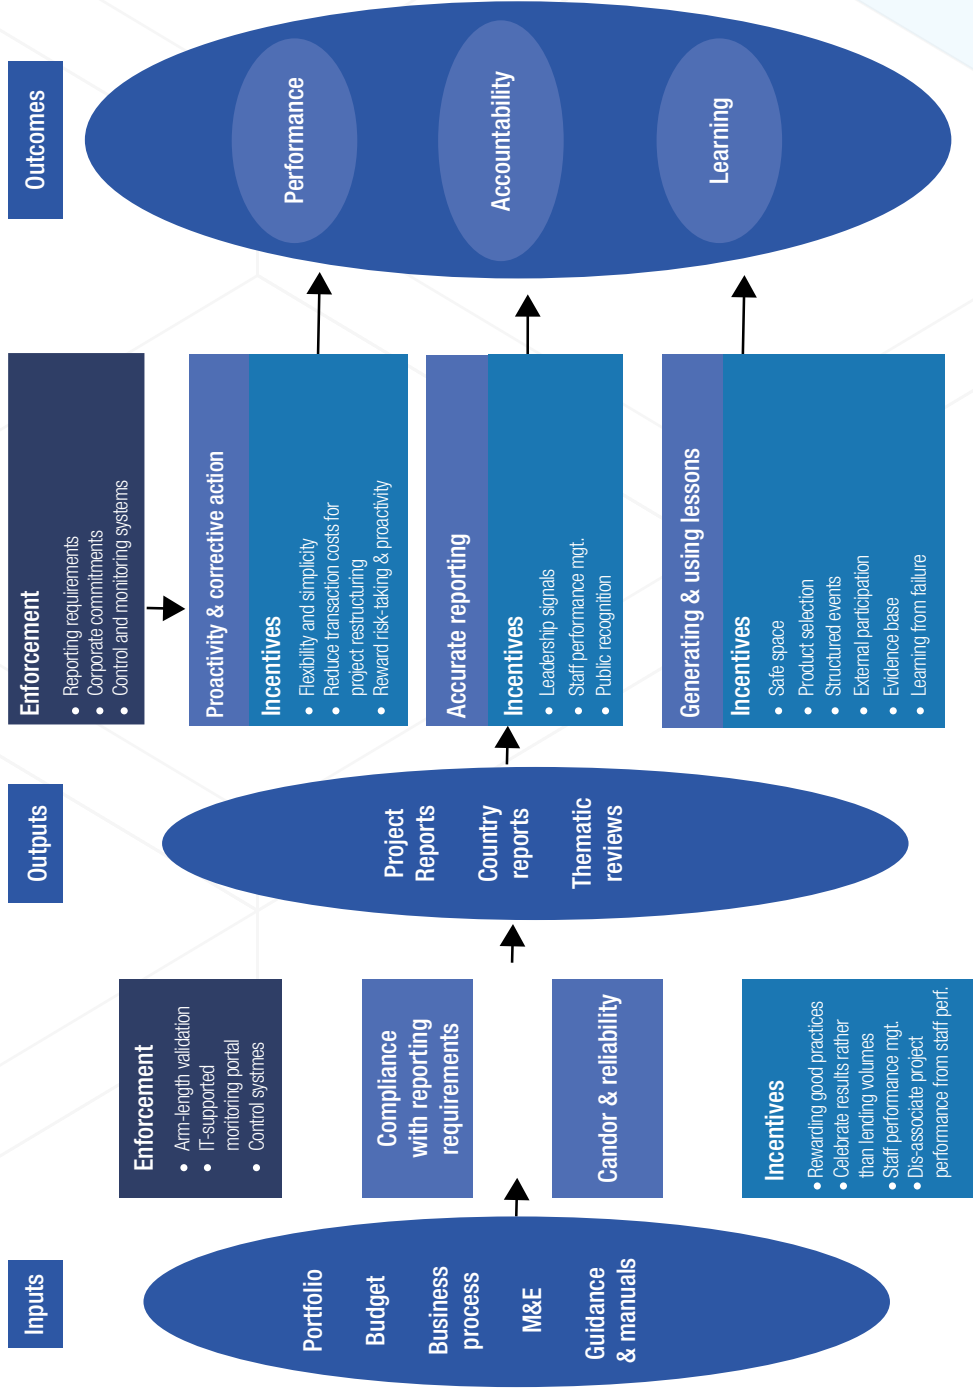 Inputs
Outputs
Outcomes
Portfolio
Budget
Business
process
M&E
Guidance
& manuals
Enforcement
• Arm-length validation
• IT-supported
monitoring portal
• Control systmes
Compliance
with reporting
requirements
Candor & reliability
Incentives
• Rewarding good practices
• Celebrate results rather
than lending volumes
• Staff performance mgt.
• Dis-associate project
performance from staff perf.
Project
Reports
Country
reports
Thematic
reviews
Enforcement
• Reporting requirements
• Corporate commitments
• Control and monitoring systems
Proactivity & corrective action
Incentives
• Flexibility and simplicity
• Reduce transaction costs for
project restructuring
• Reward risk-taking & proactivity
Accurate reporting
Incentives
• Leadership signals
• Staff performance mgt.
• Public recognition
Generating & using lessons
Incentives
• Safe space
• Product selection
• Structured events
• External participation
• Evidence base
• Learning from failure
Performance
Accountability
Learning